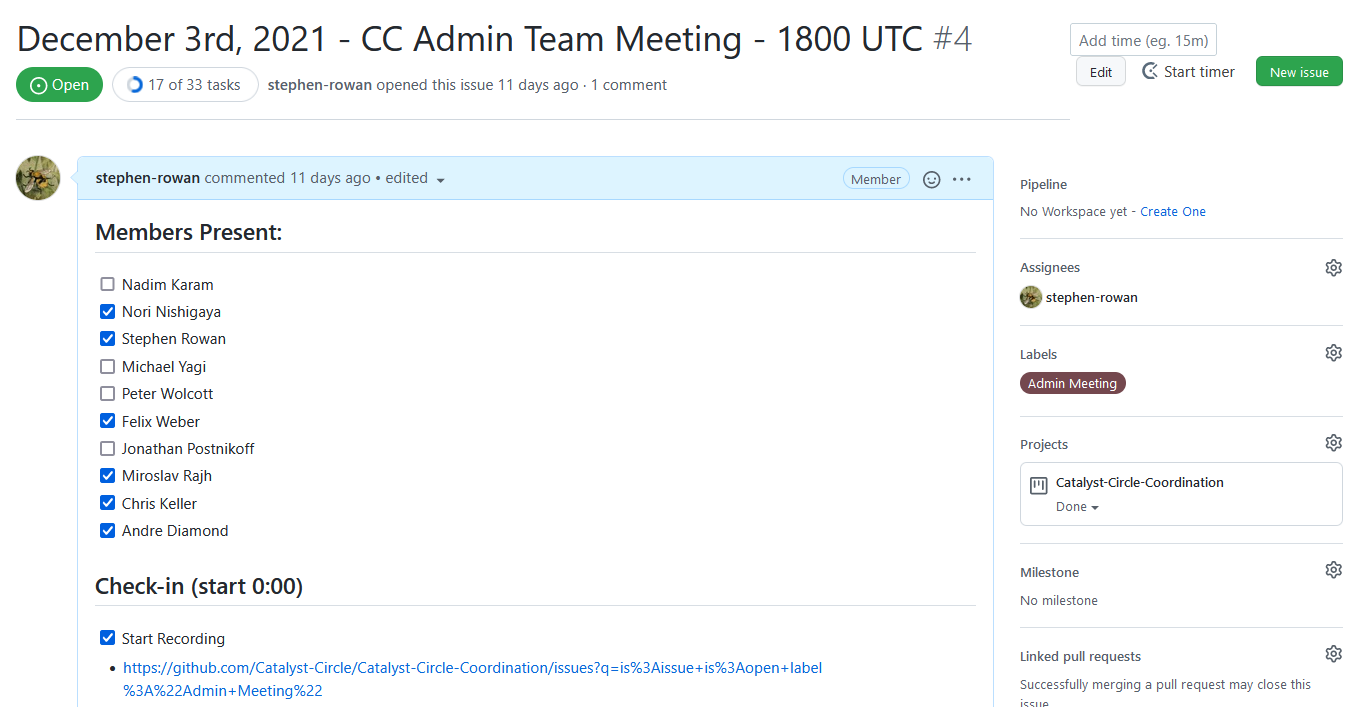 December 3rd, 2021 - CC Admin Team Meeting - 1800 UTC #4
Add time (eg. 15m)
Edit
Start timer
New issue
Open
17 of 33 tasks
stephen-rowan opened this issue 11 days ago · 1 comment
stephen-rowan commented 11 days ago • edited
Member
Members Present:
Nadim Karam
Nori Nishigaya
Stephen Rowan
Michael Yagi
Peter Wolcott
Felix Weber
Jonathan Postnikoff
Miroslav Rajh
Chris Keller
Andre Diamond
Check-in (start 0:00)
Start Recording
https://github.com/Catalyst-Circle/Catalyst-Circle-Coordination/issues?q=is%3Aissue+is%3Aopen+label
%3A%22Admin+Meeting%22
Pipeline
No Workspace yet - Create One
Assignees
stephen-rowan
Labels
Admin Meeting
Projects
Catalyst-Circle-Coordination
Done
Milestone
No milestone
Linked pull requests
Successfully merging a pull request may close this
issue